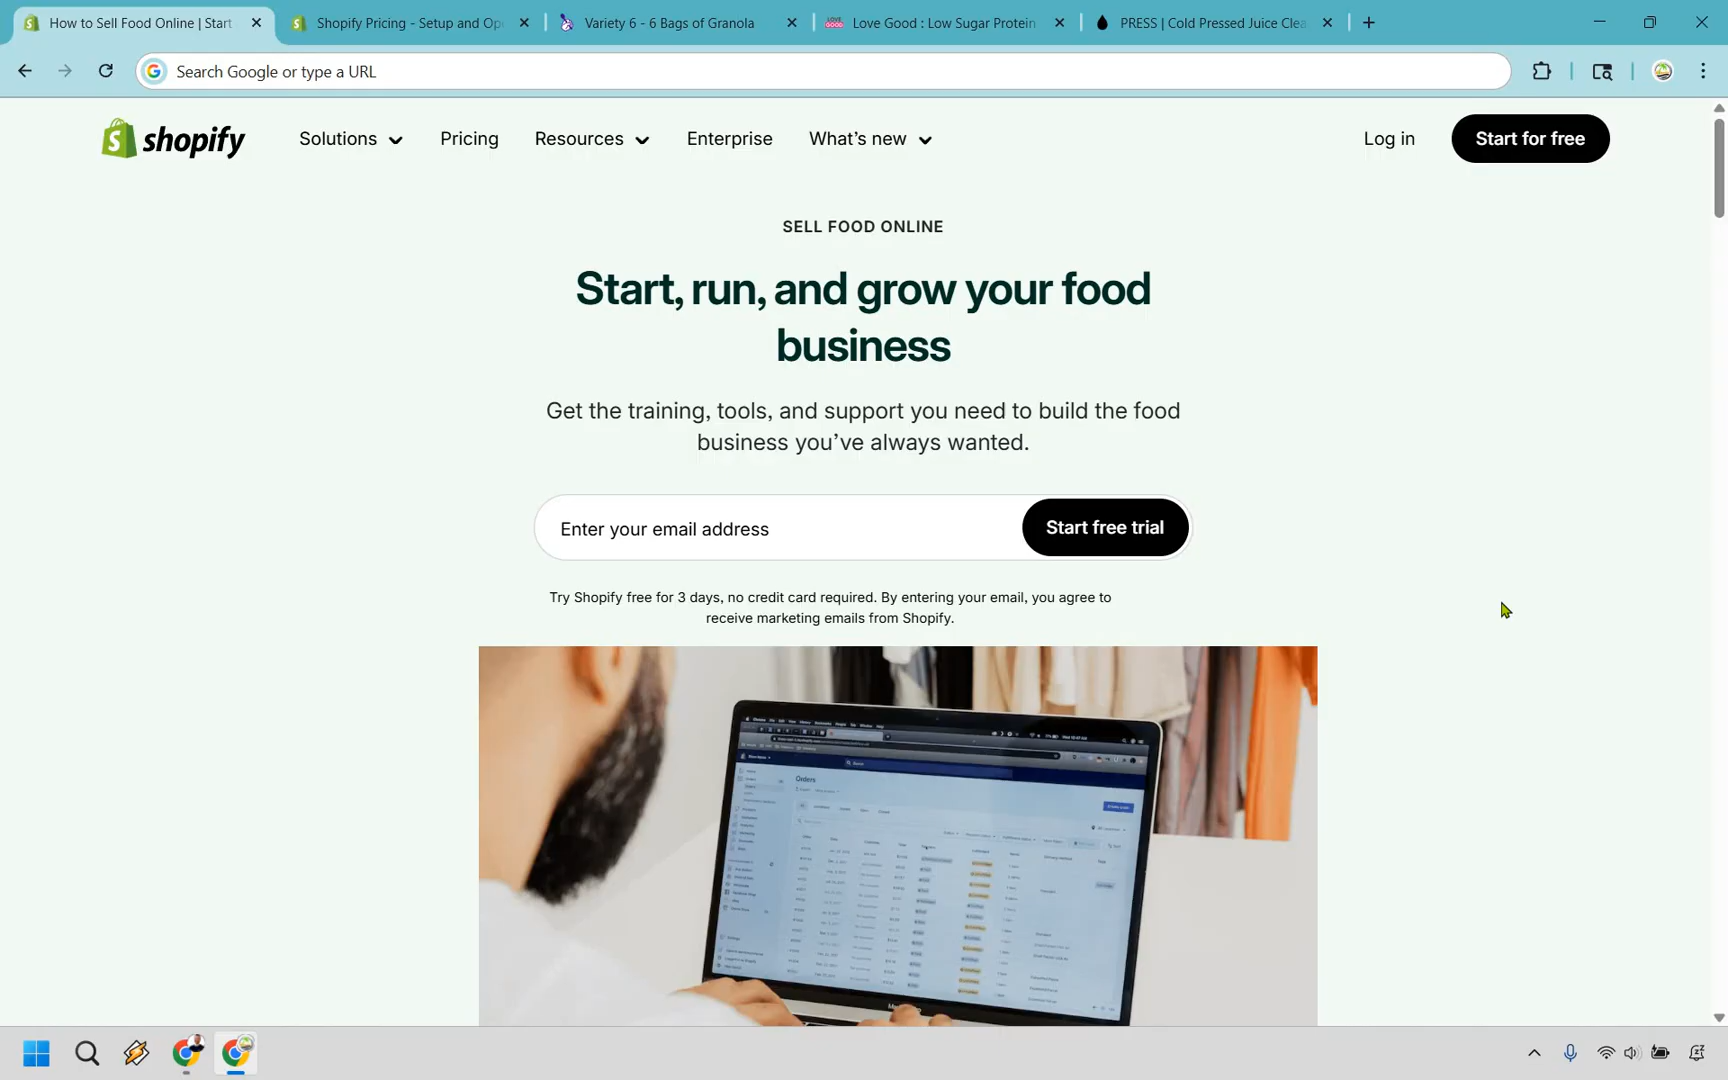 How to Sell Food Online | Start
Shopify Pricing - Setup and Op
Variety 6 - 6 Bags of Granola
Love Good : Low Sugar Protein
PRESS | Cold Pressed Juice Clea
Search Google or type a URL
shopify
Solutions
Pricing
Resources
Enterprise
What's new
Log in
Start for free
SELL FOOD ONLINE
Start, run, and grow your food
business
Get the training, tools, and support you need to build the food
business you've always wanted.
Enter your email address
Start free trial
Try Shopify free for 3 days, no credit card required. By entering your email, you agree to
receive marketing emails from Shopify.
Orders